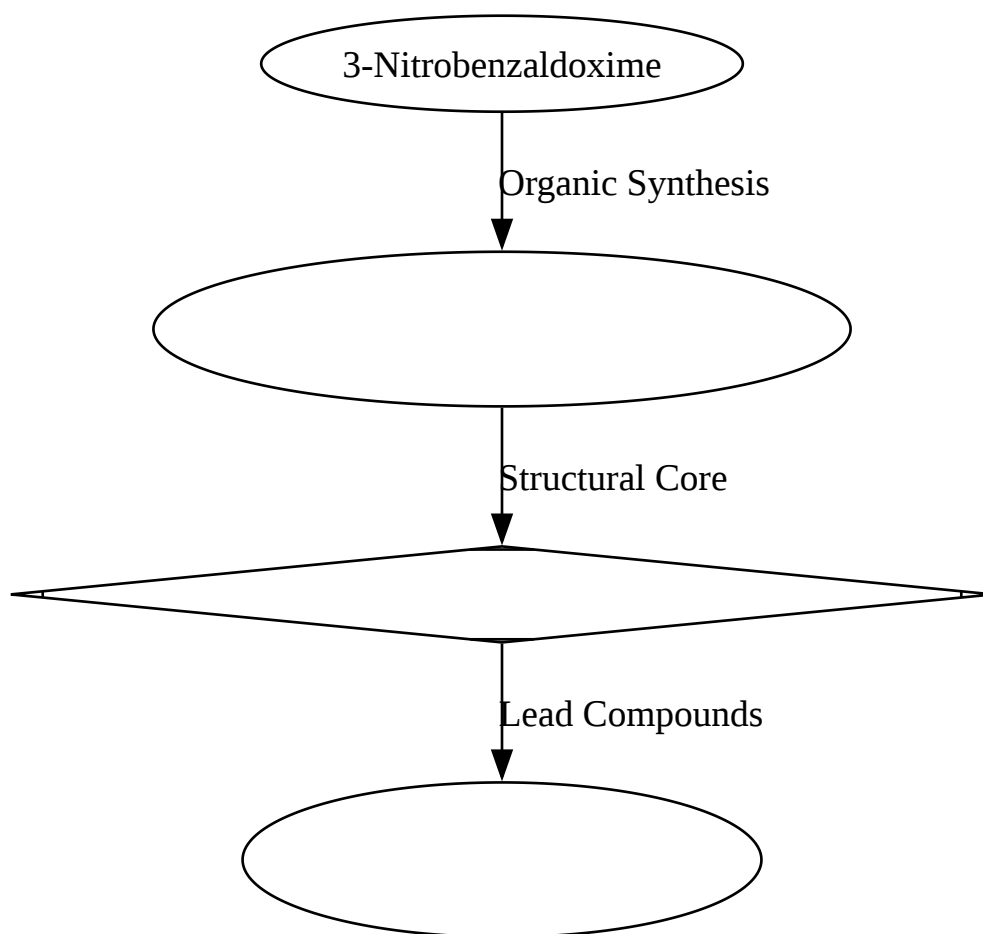 3-Nitrobenzaldoxime
Organic Synthesis
Structural Core
Lead Compounds